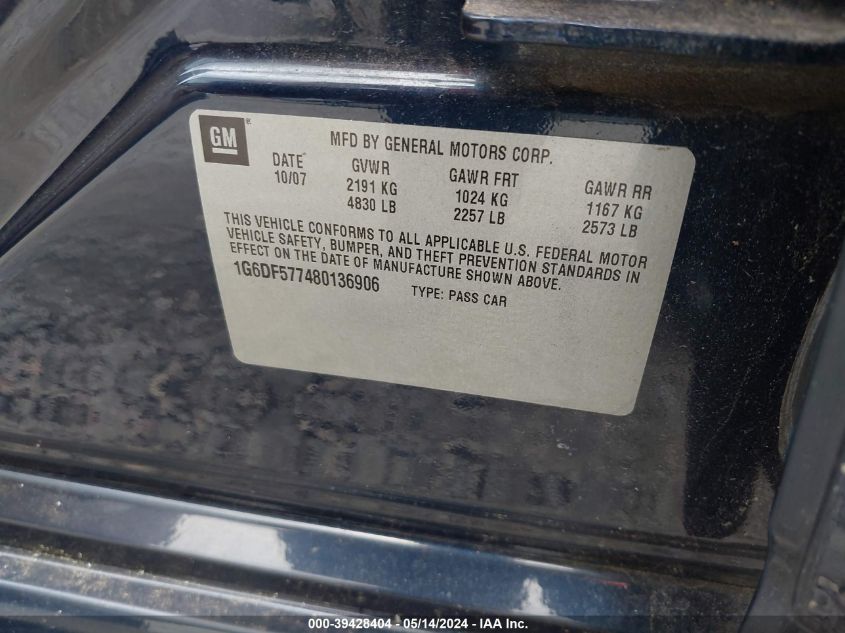 GM
MFD BY GENERAL MOTORS CORP.
DATE GVWR GAWR FRT GAWR RR
10/07 2191 KG 1024 KG 1167 KG
4830 LB 2257 LB 2573 LB
THIS VEHICLE CONFORMS TO ALL APPLICABLE U.S. FEDERAL MOTOR
VEHICLE SAFETY, BUMPER, AND THEFT PREVENTION STANDARDS IN
EFFECT ON THE DATE OF MANUFACTURE SHOWN ABOVE.
1G6DF577480136906 TYPE: PASS CAR
000-39428404 - 05/14/2024 - IAA Inc.